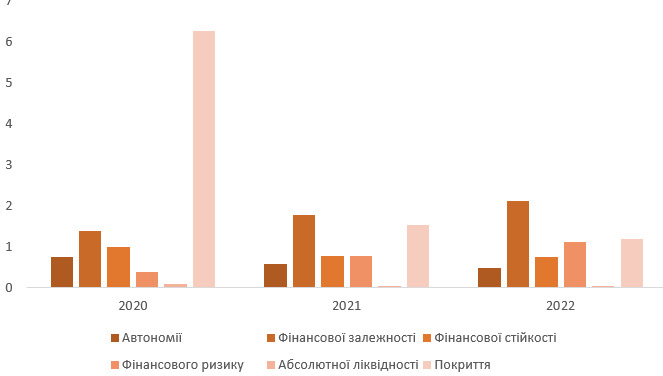 7
6
5
4
3
2
1
0
2020 2021 2022
Автономії Фінансової залежності Фінансової стійкості
Фінансового ризику Абсолютної ліквідності Покриття